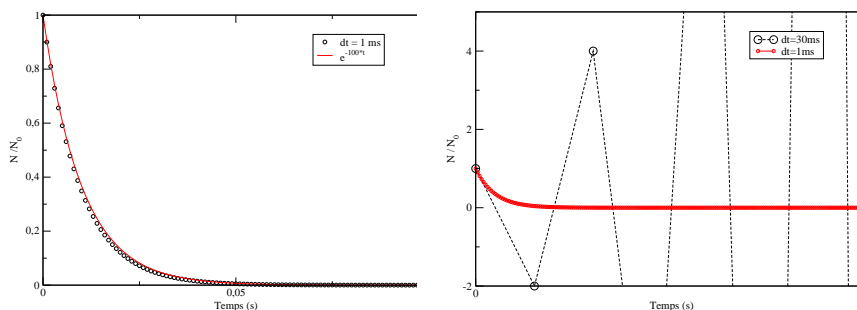 1
0,8
0,6
0,4
0,2
0
N /N0
0
0,05
Temps (s)
dt = 1 ms
e-100*t
4
2
0
-2
N / N0
0
Temps (s)
dt=30ms
dt=1ms